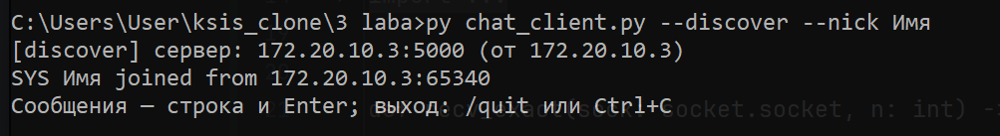 C:\Users\User\ksis_clone\3 laba>py chat_client.py --discover --nick Имя
[discover] сервер: 172.20.10.3:5000 (от 172.20.10.3)
SYS Имя joined from 172.20.10.3:65340
Сообщения — строка и Enter; выход: /quit или Ctrl+C